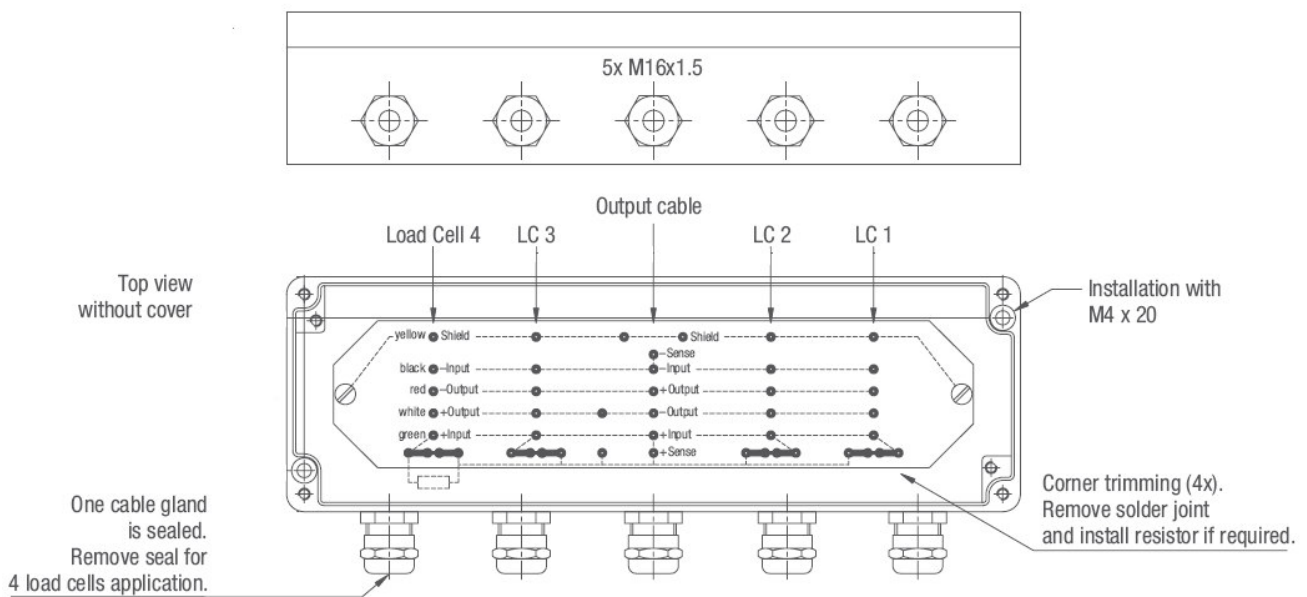 5x M16x1.5
Output cable
Load Cell 4
LC 3
LC 2
LC 1
Top view
without cover
Installation with
M4 x 20
yellow Shield Shield
-Sense
black -Input -Input
red -Output +Output
white +Output -Output
green +Input +Input
+Sense
One cable gland
is sealed.
Remove seal for
4 load cells application.
Corner trimming (4x).
Remove solder joint
and install resistor if required.